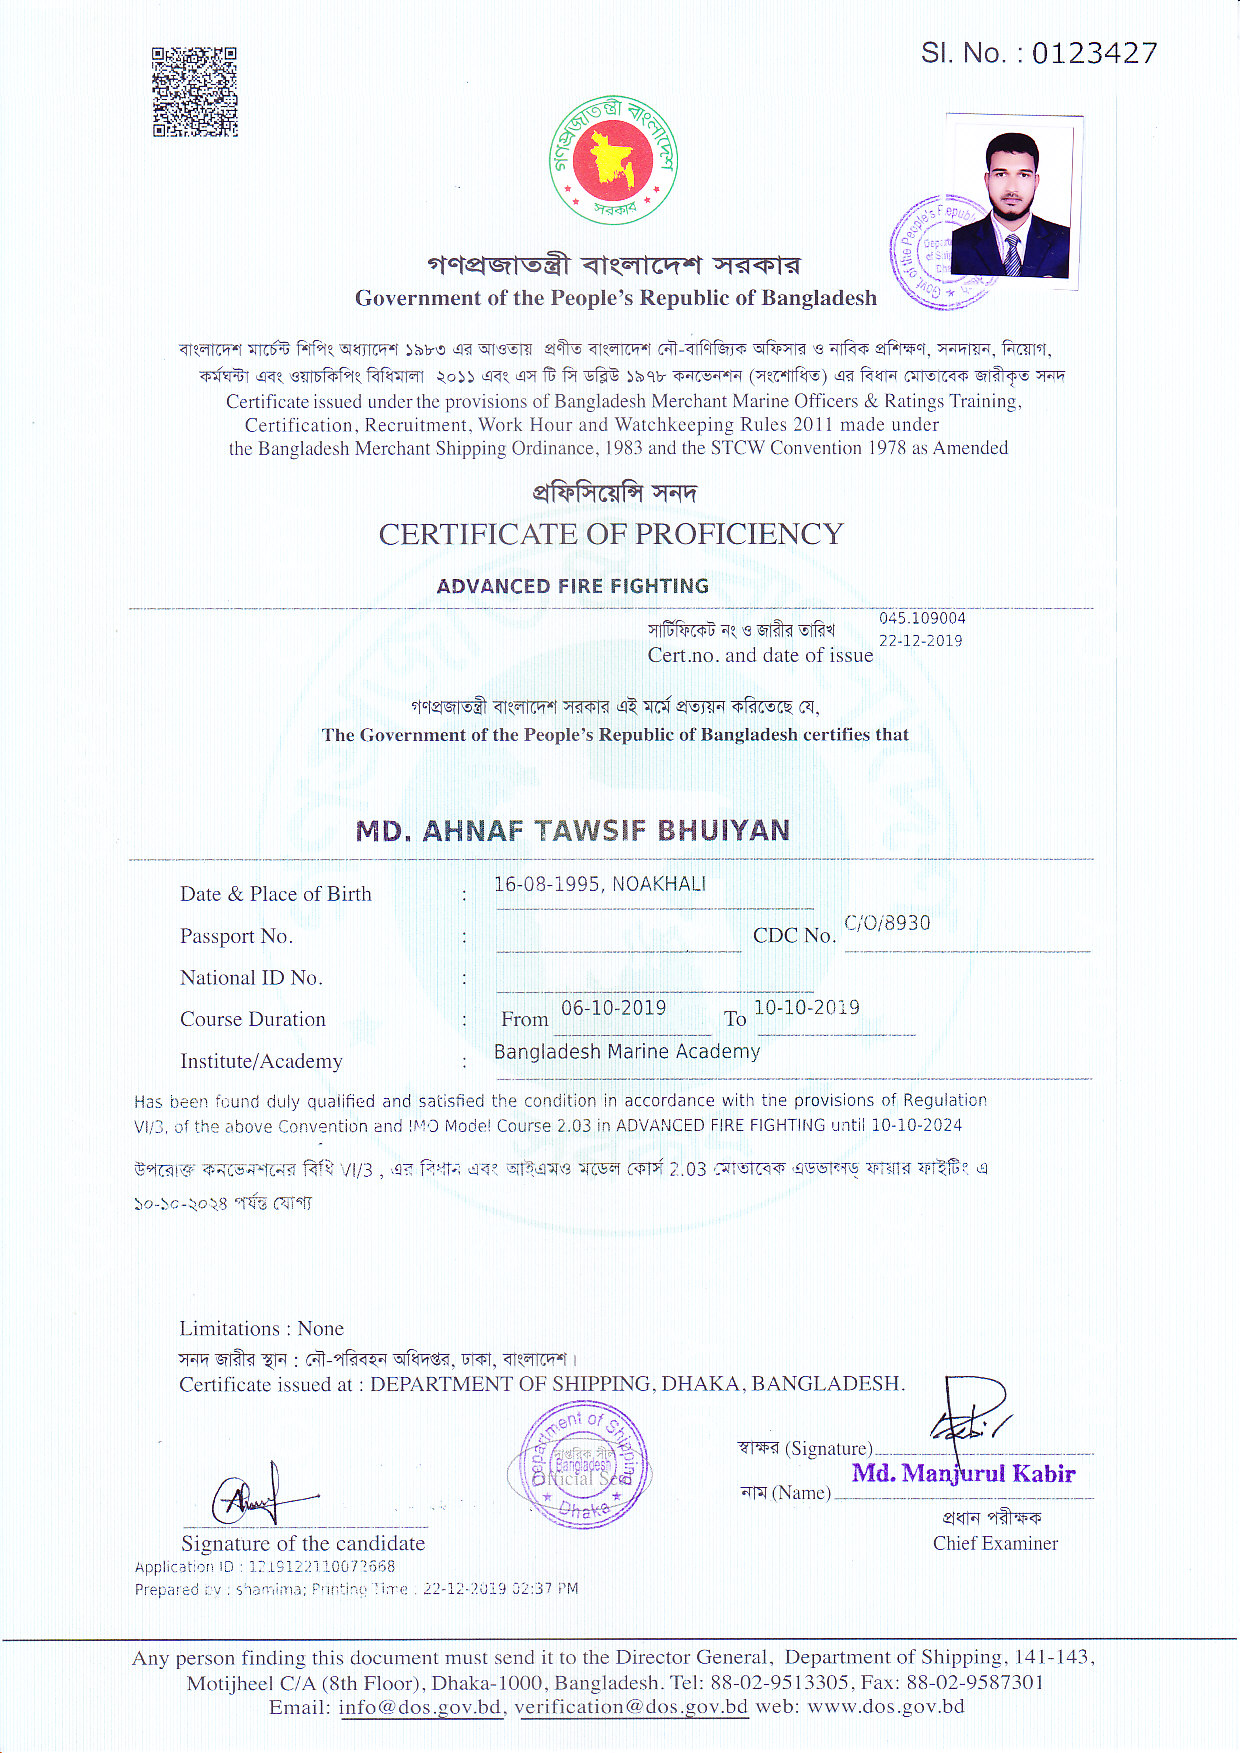 Sl. No. : 0123427
গণপ্রজাতন্ত্রী বাংলাদেশ
সরকার
গণপ্রজাতন্ত্রী বাংলাদেশ সরকার
Government of the People's Republic of Bangladesh
বাংলাদেশ মার্চেন্ট শিপিং অধ্যাদেশ ১৯৮৩ এর আওতায় প্রণীত বাংলাদেশ নৌ-বাণিজ্যিক অফিসার ও নাবিক প্রশিক্ষণ, সনদায়ন, নিয়োগ,
কর্মঘন্টা এবং ওয়াচকিপিং বিধিমালা ২০১১ এবং এস টি সি ডব্লিউ ১৯৭৮ কনভেনশন (সংশোধিত) এর বিধান মোতাবেক জারীকৃত সনদ
Certificate issued under the provisions of Bangladesh Merchant Marine Officers & Ratings Training,
Certification, Recruitment, Work Hour and Watchkeeping Rules 2011 made under
the Bangladesh Merchant Shipping Ordinance, 1983 and the STCW Convention 1978 as Amended
প্রফিসিয়েন্সি সনদ
CERTIFICATE OF PROFICIENCY
ADVANCED FIRE FIGHTING
সার্টিফিকেট নং ও জারীর তারিখ 045.109004
Cert.no. and date of issue 22-12-2019
গণপ্রজাতন্ত্রী বাংলাদেশ সরকার এই মর্মে প্রত্যয়ন করিতেছে যে,
The Government of the People's Republic of Bangladesh certifies that
MD. AHNAF TAWSIF BHUIYAN
Date & Place of Birth : 16-08-1995, NOAKHALI
Passport No. : CDC No. C/O/8930
National ID No. :
Course Duration : From 06-10-2019 To 10-10-2019
Institute/Academy : Bangladesh Marine Academy
Has been found duly qualified and satisfied the condition in accordance with the provisions of Regulation
VI/3, of the above Convention and IMO Model Course 2.03 in ADVANCED FIRE FIGHTING until 10-10-2024
উপরোক্ত কনভেনশনের বিধি VI/3 , এর বিধান এবং আইএমও মডেল কোর্স 2.03 মোতাবেক এডভান্সড্ ফায়ার ফাইটিং এ
১০-১০-২০২৪ পর্যন্ত যোগ্য
Limitations : None
সনদ জারীর স্থান : নৌ-পরিবহন অধিদপ্তর, ঢাকা, বাংলাদেশ।
Certificate issued at : DEPARTMENT OF SHIPPING, DHAKA, BANGLADESH.
Department of Shipping
Bangladesh
Official Seal
Dhaka
স্বাক্ষর (Signature)
Md. Manjurul Kabir
নাম (Name)
প্রধান পরীক্ষক
Chief Examiner
Signature of the candidate
Application ID :
Prepared by : shamima; Printing Time : 22-12-2019 02:37 PM
Any person finding this document must send it to the Director General, Department of Shipping, 141-143,
Motijheel C/A (8th Floor), Dhaka-1000, Bangladesh. Tel: 88-02-9513305, Fax: 88-02-9587301
Email: info@dos.gov.bd, verification@dos.gov.bd web: www.dos.gov.bd